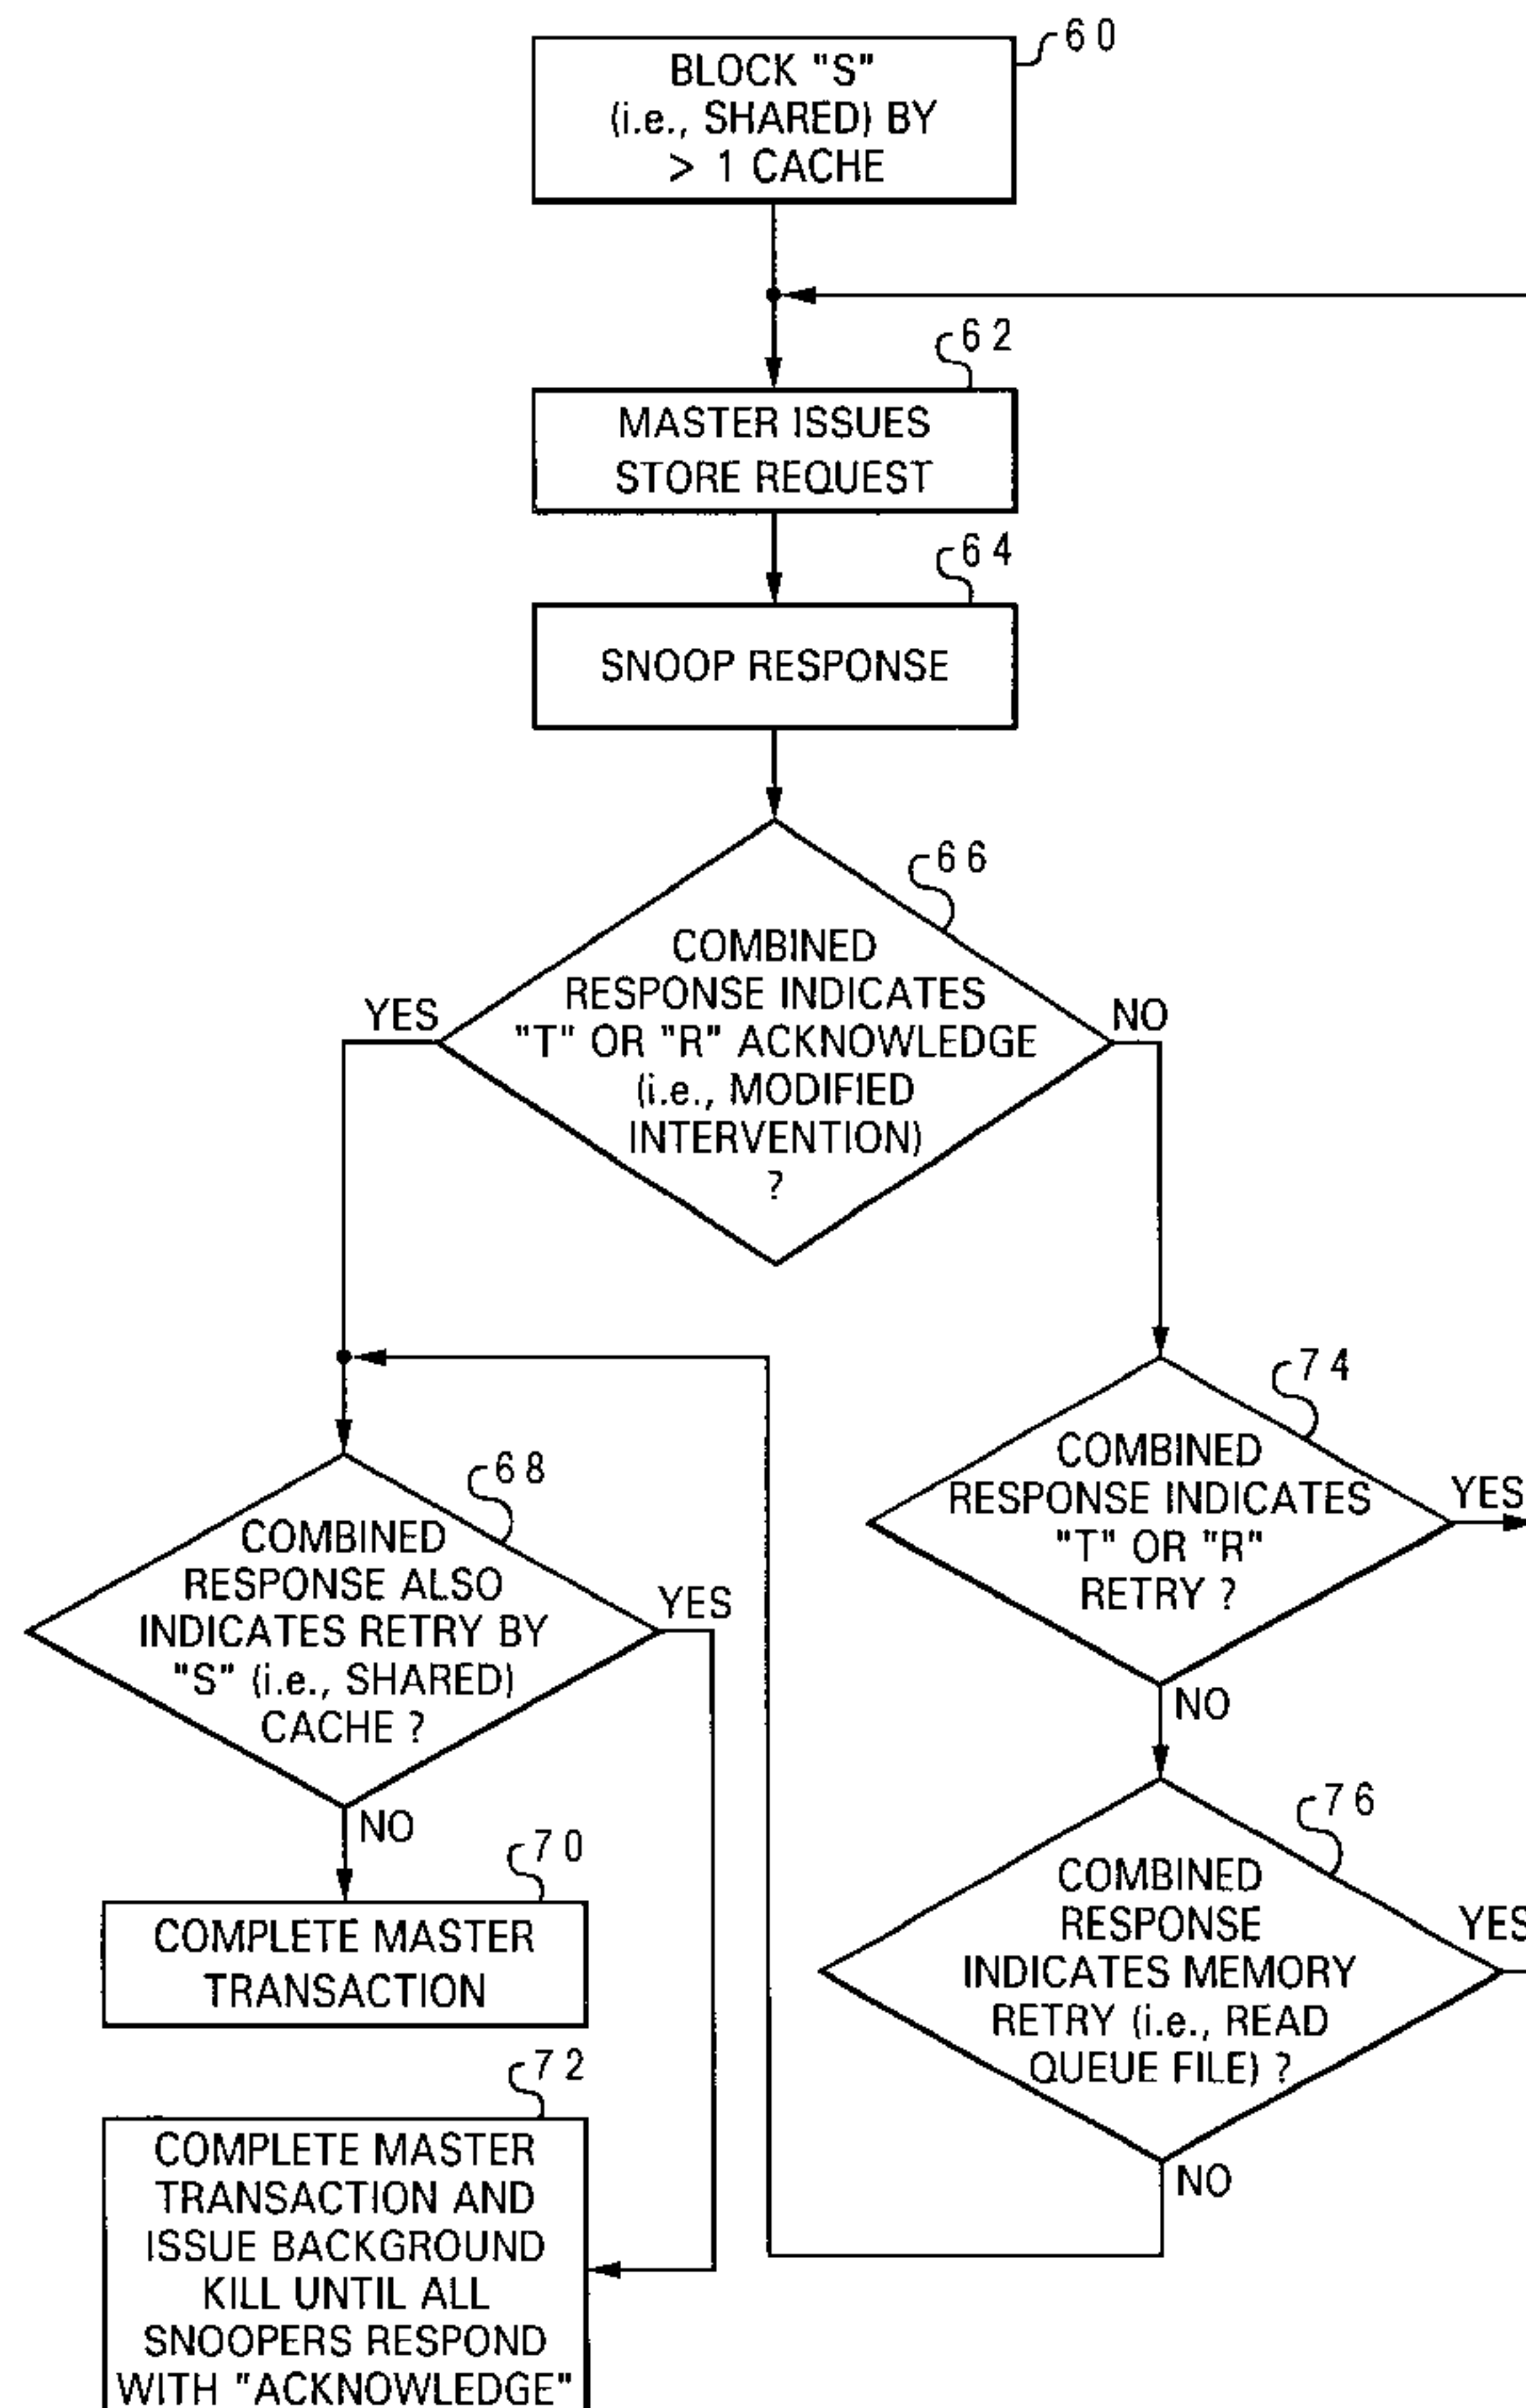 60
BLOCK "S"
(i.e., SHARED) BY
> 1 CACHE
62
MASTER ISSUES
STORE REQUEST
64
SNOOP RESPONSE
66
COMBINED
RESPONSE INDICATES
"T" OR "R" ACKNOWLEDGE
(i.e., MODIFIED
INTERVENTION)
?
YES
NO
68
COMBINED
RESPONSE ALSO
INDICATES RETRY BY
"S" (i.e., SHARED)
CACHE ?
YES
NO
70
COMPLETE MASTER
TRANSACTION
72
COMPLETE MASTER
TRANSACTION AND
ISSUE BACKGROUND
KILL UNTIL ALL
SNOOPERS RESPOND
WITH "ACKNOWLEDGE"
74
COMBINED
RESPONSE INDICATES
"T" OR "R"
RETRY ?
YES
NO
76
COMBINED
RESPONSE
INDICATES MEMORY
RETRY (i.e., READ
QUEUE FILE) ?
YES
NO